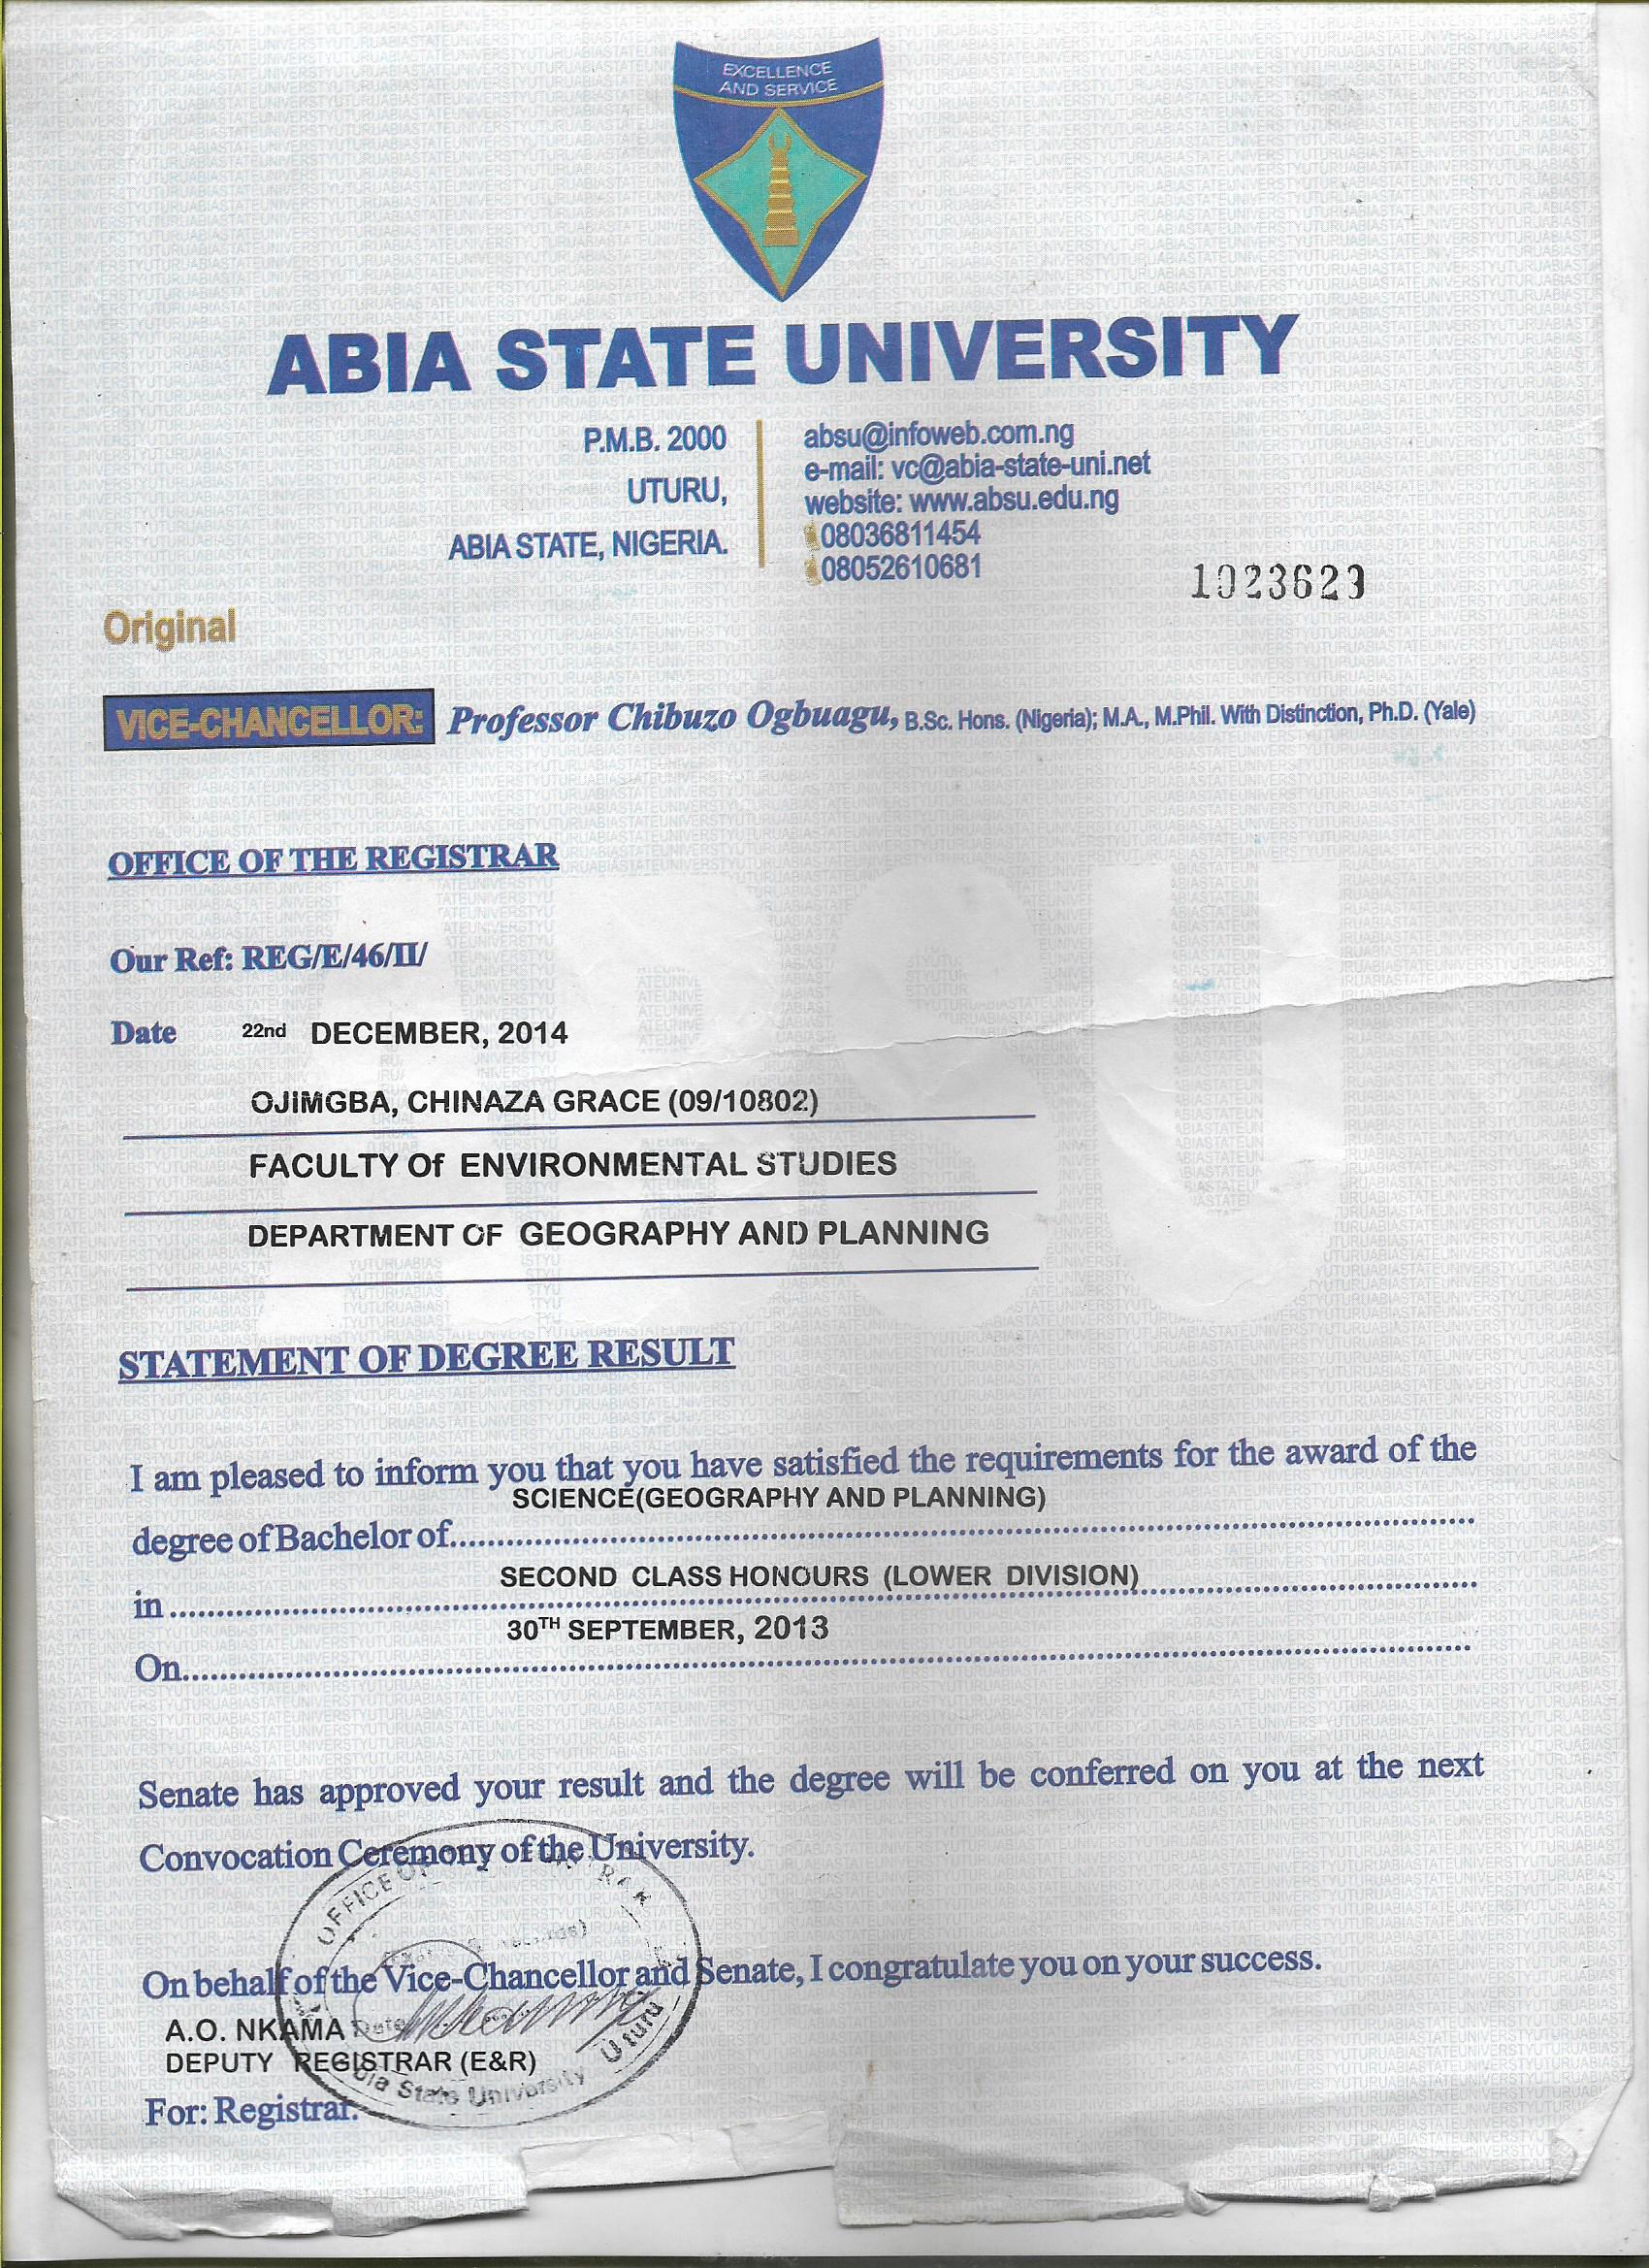 EXCELLENCE
AND SERVICE
ABIA STATE UNIVERSITY
P.M.B. 2000
UTURU,
ABIA STATE, NIGERIA.
absu@infoweb.com.ng
e-mail: vc@abia-state-uni.net
website: www.absu.edu.ng
08036811454
08052610681
1023623
Original
VICE-CHANCELLOR: Professor Chibuzo Ogbuagu, B.Sc. Hons. (Nigeria); M.A., M.Phil. With Distinction, Ph.D. (Yale)
OFFICE OF THE REGISTRAR
Our Ref: REG/E/46/II/
Date 22nd DECEMBER, 2014
OJIMGBA, CHINAZA GRACE (09/10802)
FACULTY Of ENVIRONMENTAL STUDIES
DEPARTMENT OF GEOGRAPHY AND PLANNING
STATEMENT OF DEGREE RESULT
I am pleased to inform you that you have satisfied the requirements for the award of the
SCIENCE(GEOGRAPHY AND PLANNING)
degree of Bachelor of
SECOND CLASS HONOURS (LOWER DIVISION)
in
30TH SEPTEMBER, 2013
On
Senate has approved your result and the degree will be conferred on you at the next
Convocation Ceremony of the University.
OFFICE OF
On behalf of the Vice-Chancellor and Senate, I congratulate you on your success.
A.O. NKAMA Date
DEPUTY REGISTRAR (E&R)
State University Uturu
For: Registrar.